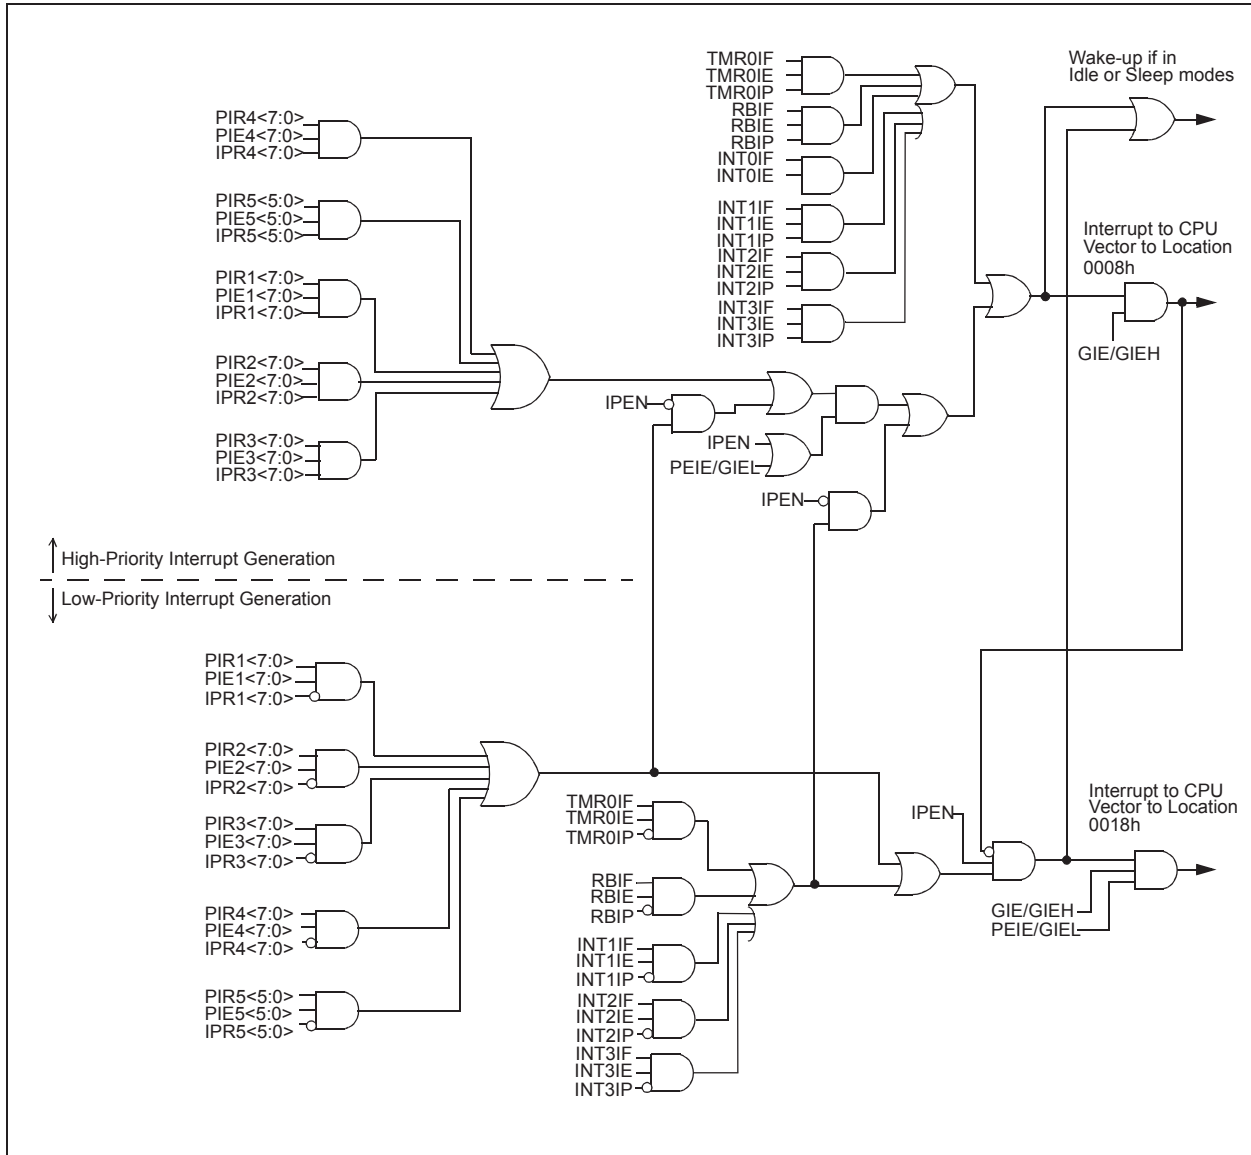 TMR0IF
TMR0IE
TMR0IP
RBIF
RBIE
RBIP
INT0IF
INT0IE
INT1IF
INT1IE
INT1IP
INT2IF
INT2IE
INT2IP
INT3IF
INT3IE
INT3IP
Wake-up if in
Idle or Sleep modes
Interrupt to CPU
Vector to Location
0008h
GIE/GIEH
PIR4<7:0>
PIE4<7:0>
IPR4<7:0>
PIR5<5:0>
PIE5<5:0>
IPR5<5:0>
PIR1<7:0>
PIE1<7:0>
IPR1<7:0>
PIR2<7:0>
PIE2<7:0>
IPR2<7:0>
PIR3<7:0>
PIE3<7:0>
IPR3<7:0>
IPEN
IPEN
PEIE/GIEL
IPEN
High-Priority Interrupt Generation
Low-Priority Interrupt Generation
PIR1<7:0>
PIE1<7:0>
IPR1<7:0>
PIR2<7:0>
PIE2<7:0>
IPR2<7:0>
PIR3<7:0>
PIE3<7:0>
IPR3<7:0>
PIR4<7:0>
PIE4<7:0>
IPR4<7:0>
PIR5<5:0>
PIE5<5:0>
IPR5<5:0>
TMR0IF
TMR0IE
TMR0IP
RBIF
RBIE
RBIP
INT1IF
INT1IE
INT1IP
INT2IF
INT2IE
INT2IP
INT3IF
INT3IE
INT3IP
IPEN
Interrupt to CPU
Vector to Location
0018h
GIE/GIEH
PEIE/GIEL